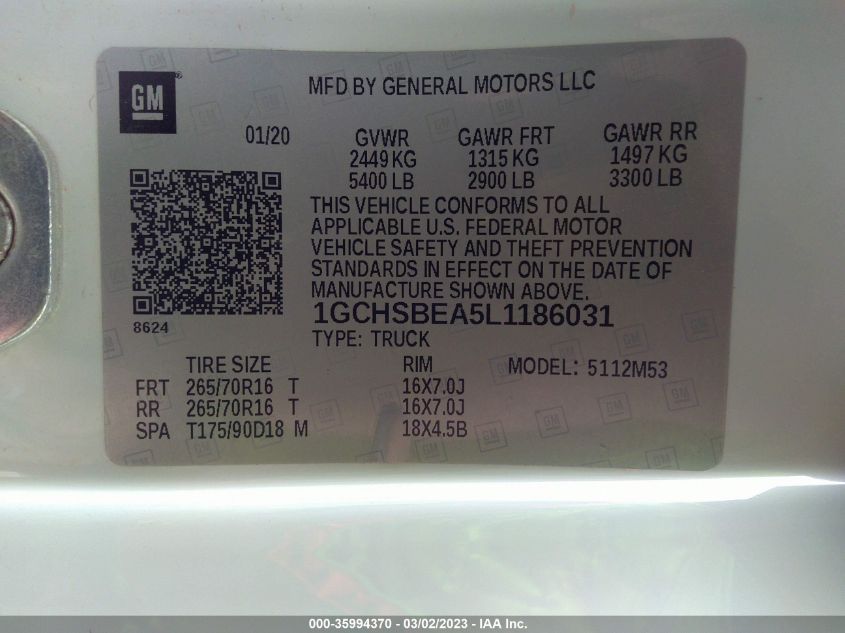 GM ®
MFD BY GENERAL MOTORS LLC
01/20 GVWR GAWR FRT GAWR RR
2449 KG 1315 KG 1497 KG
5400 LB 2900 LB 3300 LB
THIS VEHICLE CONFORMS TO ALL
APPLICABLE U.S. FEDERAL MOTOR
VEHICLE SAFETY AND THEFT PREVENTION
STANDARDS IN EFFECT ON THE DATE OF
MANUFACTURE SHOWN ABOVE.
1GCHSBEA5L1186031
8624
TYPE: TRUCK
TIRE SIZE RIM MODEL: 5112M53
FRT 265/70R16 T 16X7.0J
RR 265/70R16 T 16X7.0J
SPA T175/90D18 M 18X4.5B
000-35994370 - 03/02/2023 - IAA Inc.